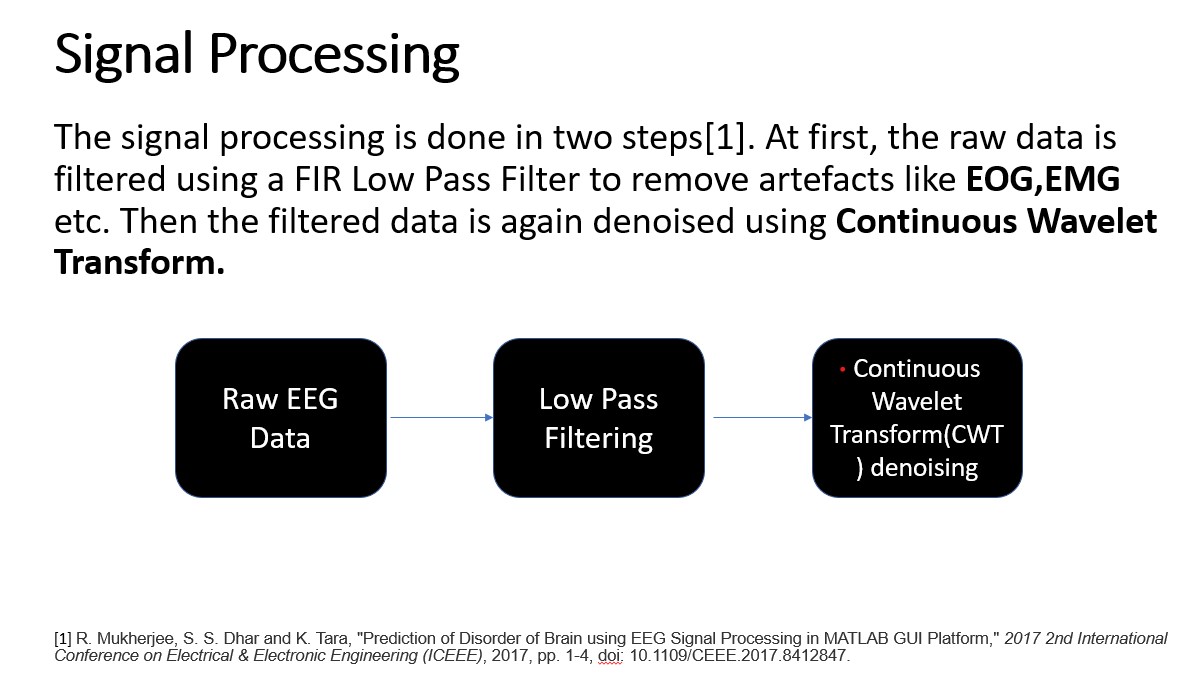 Signal Processing
The signal processing is done in two steps[1]. At first, the raw data is
filtered using a FIR Low Pass Filter to remove artefacts like EOG,EMG
etc. Then the filtered data is again denoised using Continuous Wavelet
Transform.
Raw EEG
Data
Low Pass
Filtering
• Continuous
Wavelet
Transform(CWT
) denoising
[1] R. Mukherjee, S. S. Dhar and K. Tara, "Prediction of Disorder of Brain using EEG Signal Processing in MATLAB GUI Platform," 2017 2nd International
Conference on Electrical & Electronic Engineering (ICEEE), 2017, pp. 1-4, doi: 10.1109/CEEE.2017.8412847.